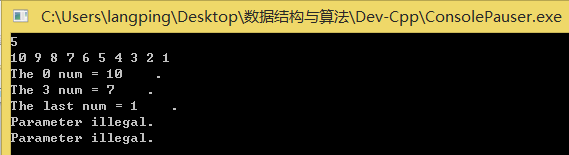 C:\Users\langping\Desktop\数据结构与算法\Dev-Cpp\ConsolePauser.exe
5
10 9 8 7 6 5 4 3 2 1
The 0 num = 10    .
The 3 num = 7    .
The last num = 1    .
Parameter illegal.
Parameter illegal.